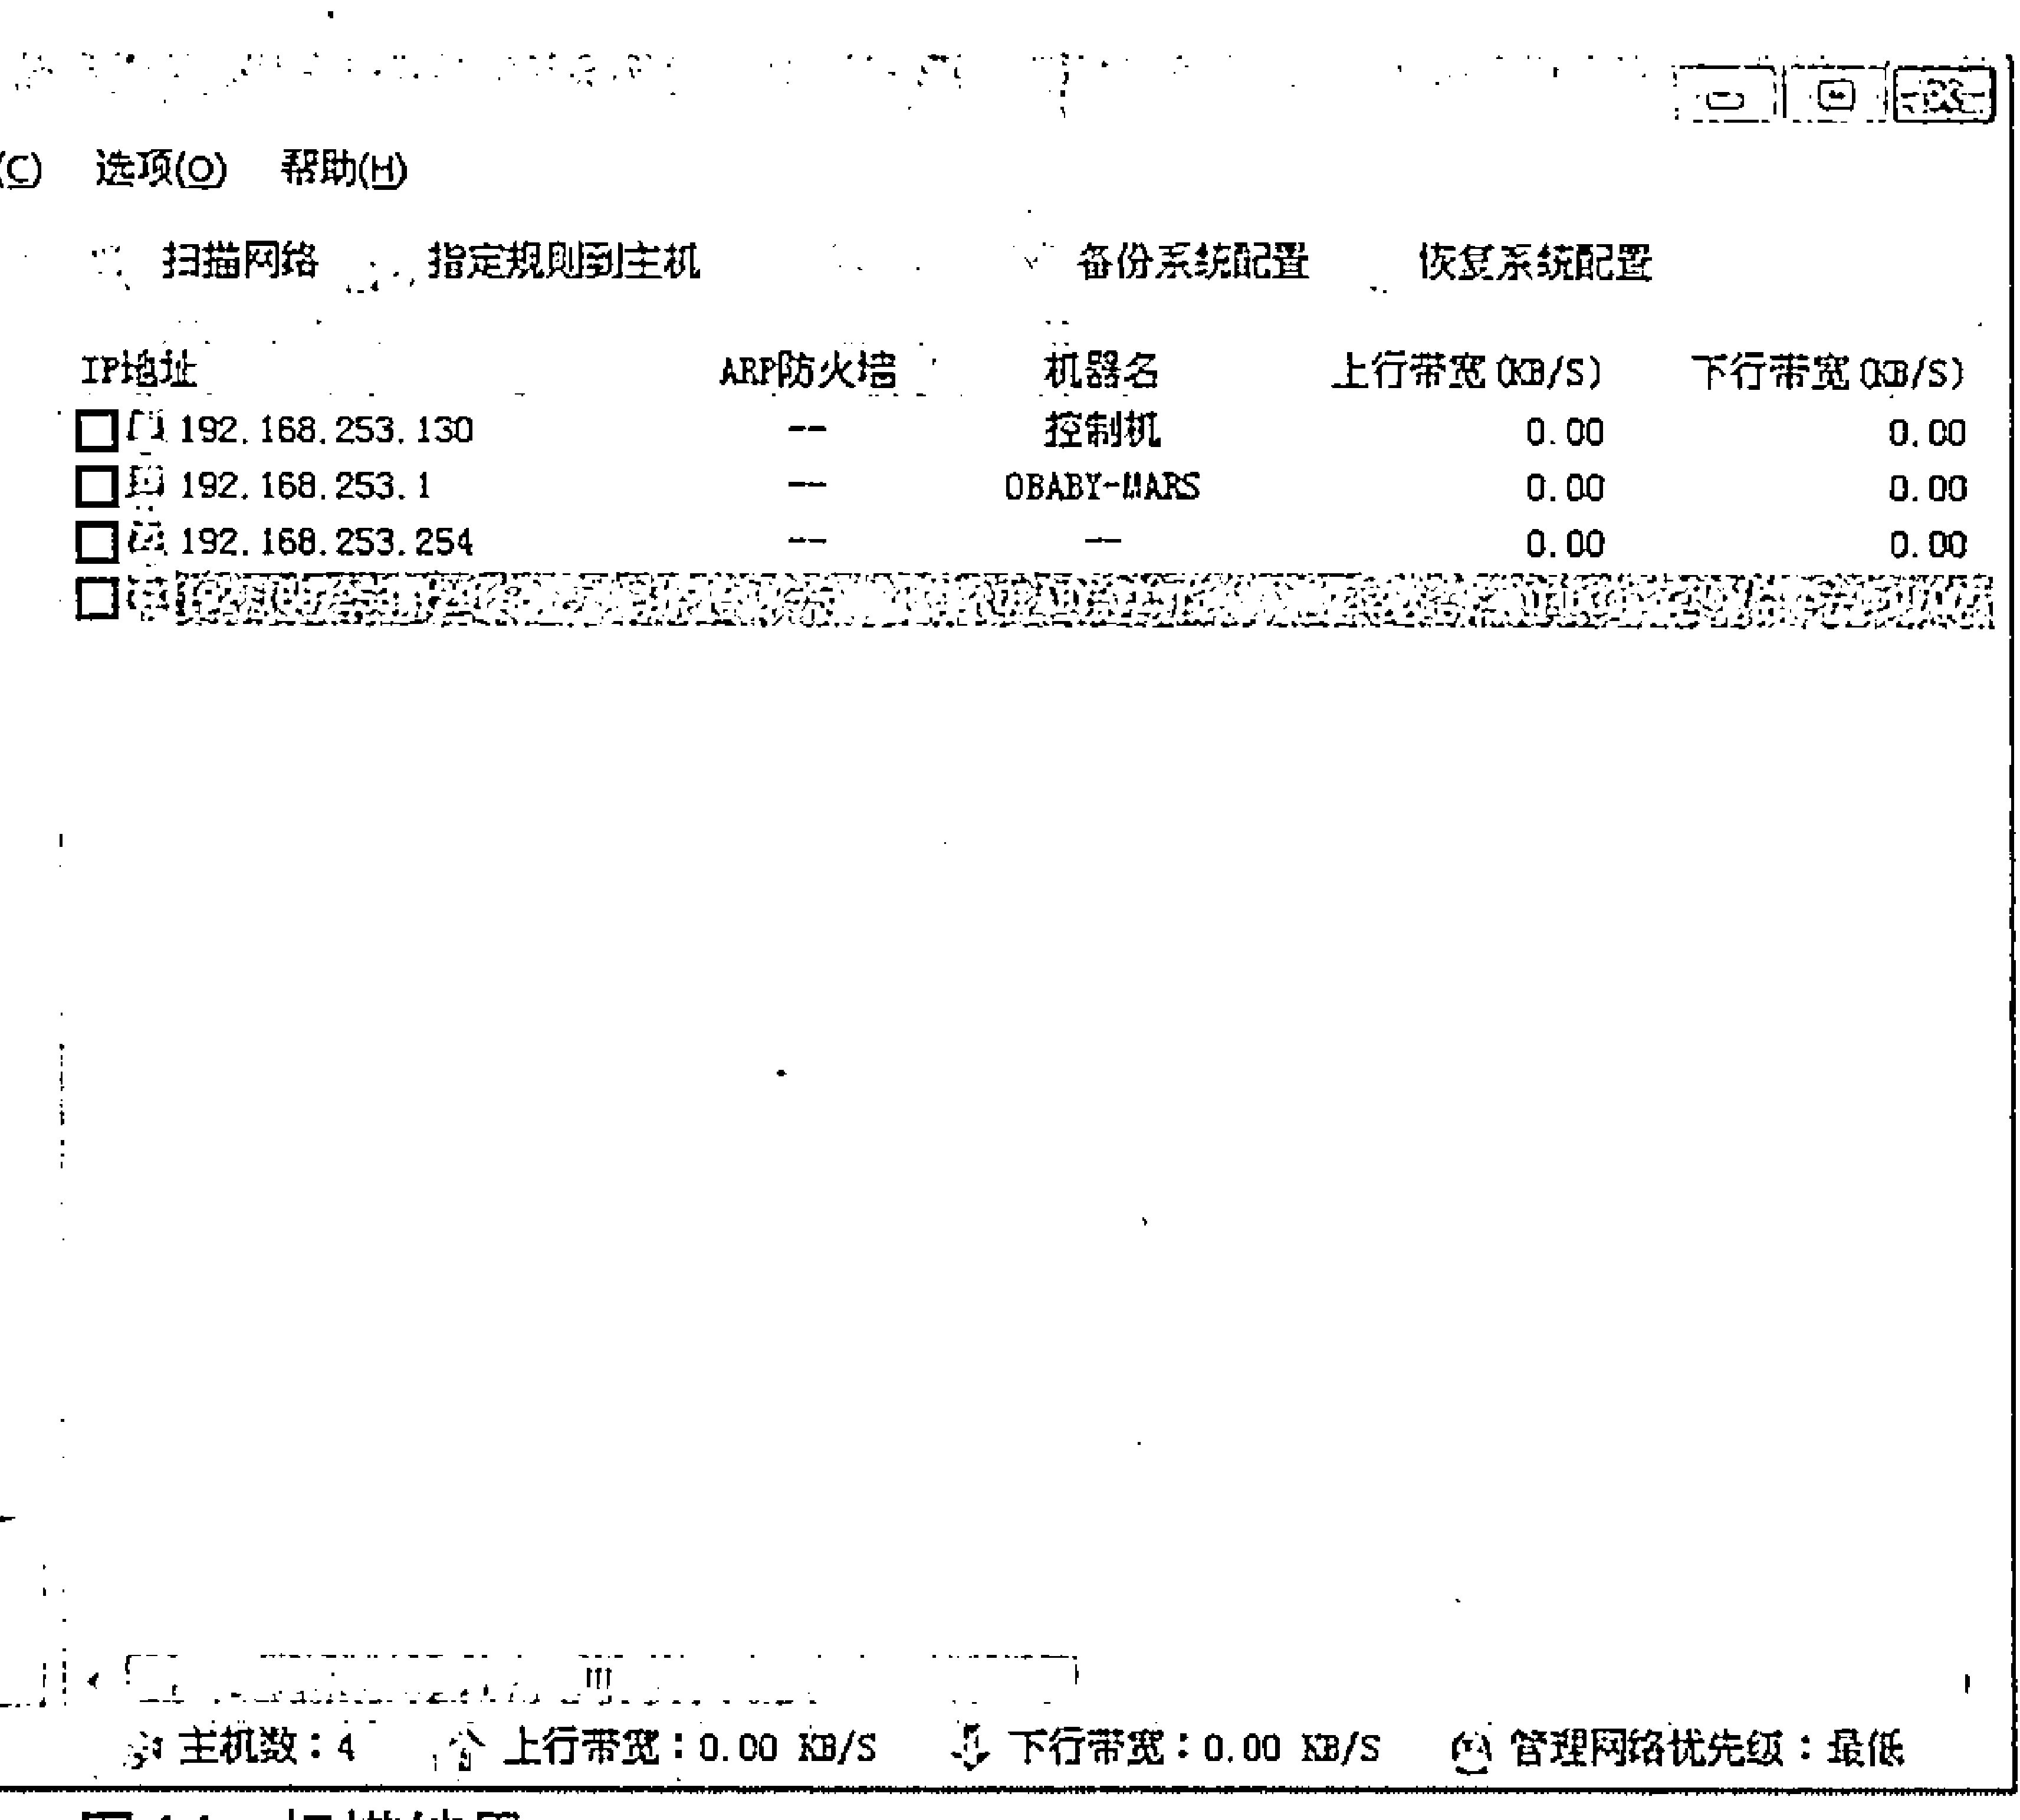 (C) 选项(O) 帮助(H)
扫描网络 指定规则到主机 备份系统配置 恢复系统配置
IP地址 ARP防火墙 机器名 上行带宽(KB/S) 下行带宽(KB/S)
192.168.253.130 -- 控制机 0.00 0.00
192.168.253.1 -- OBABY-MARS 0.00 0.00
192.168.253.254 -- -- 0.00 0.00
主机数：4 上行带宽：0.00 KB/S 下行带宽：0.00 KB/S 管理网络优先级：最低